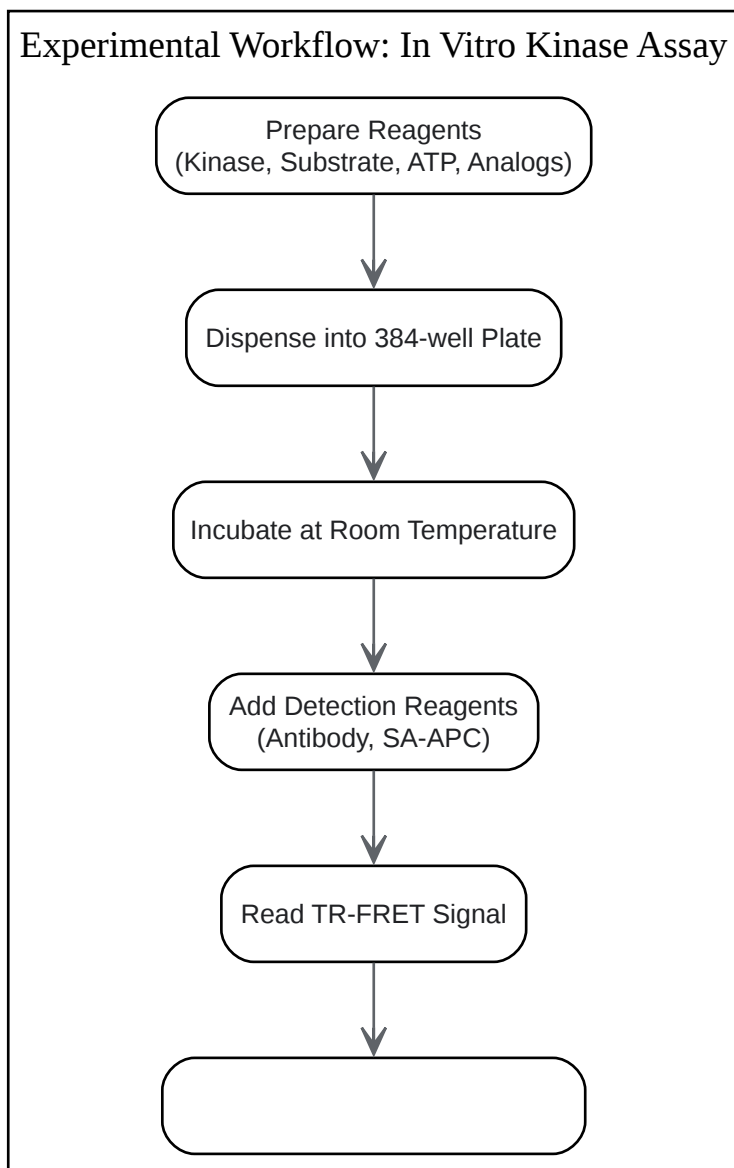 Experimental Workflow: In Vitro Kinase Assay
Prepare Reagents
(Kinase, Substrate, ATP, Analogs)
Dispense into 384-well Plate
Incubate at Room Temperature
Add Detection Reagents
(Antibody, SA-APC)
Read TR-FRET Signal